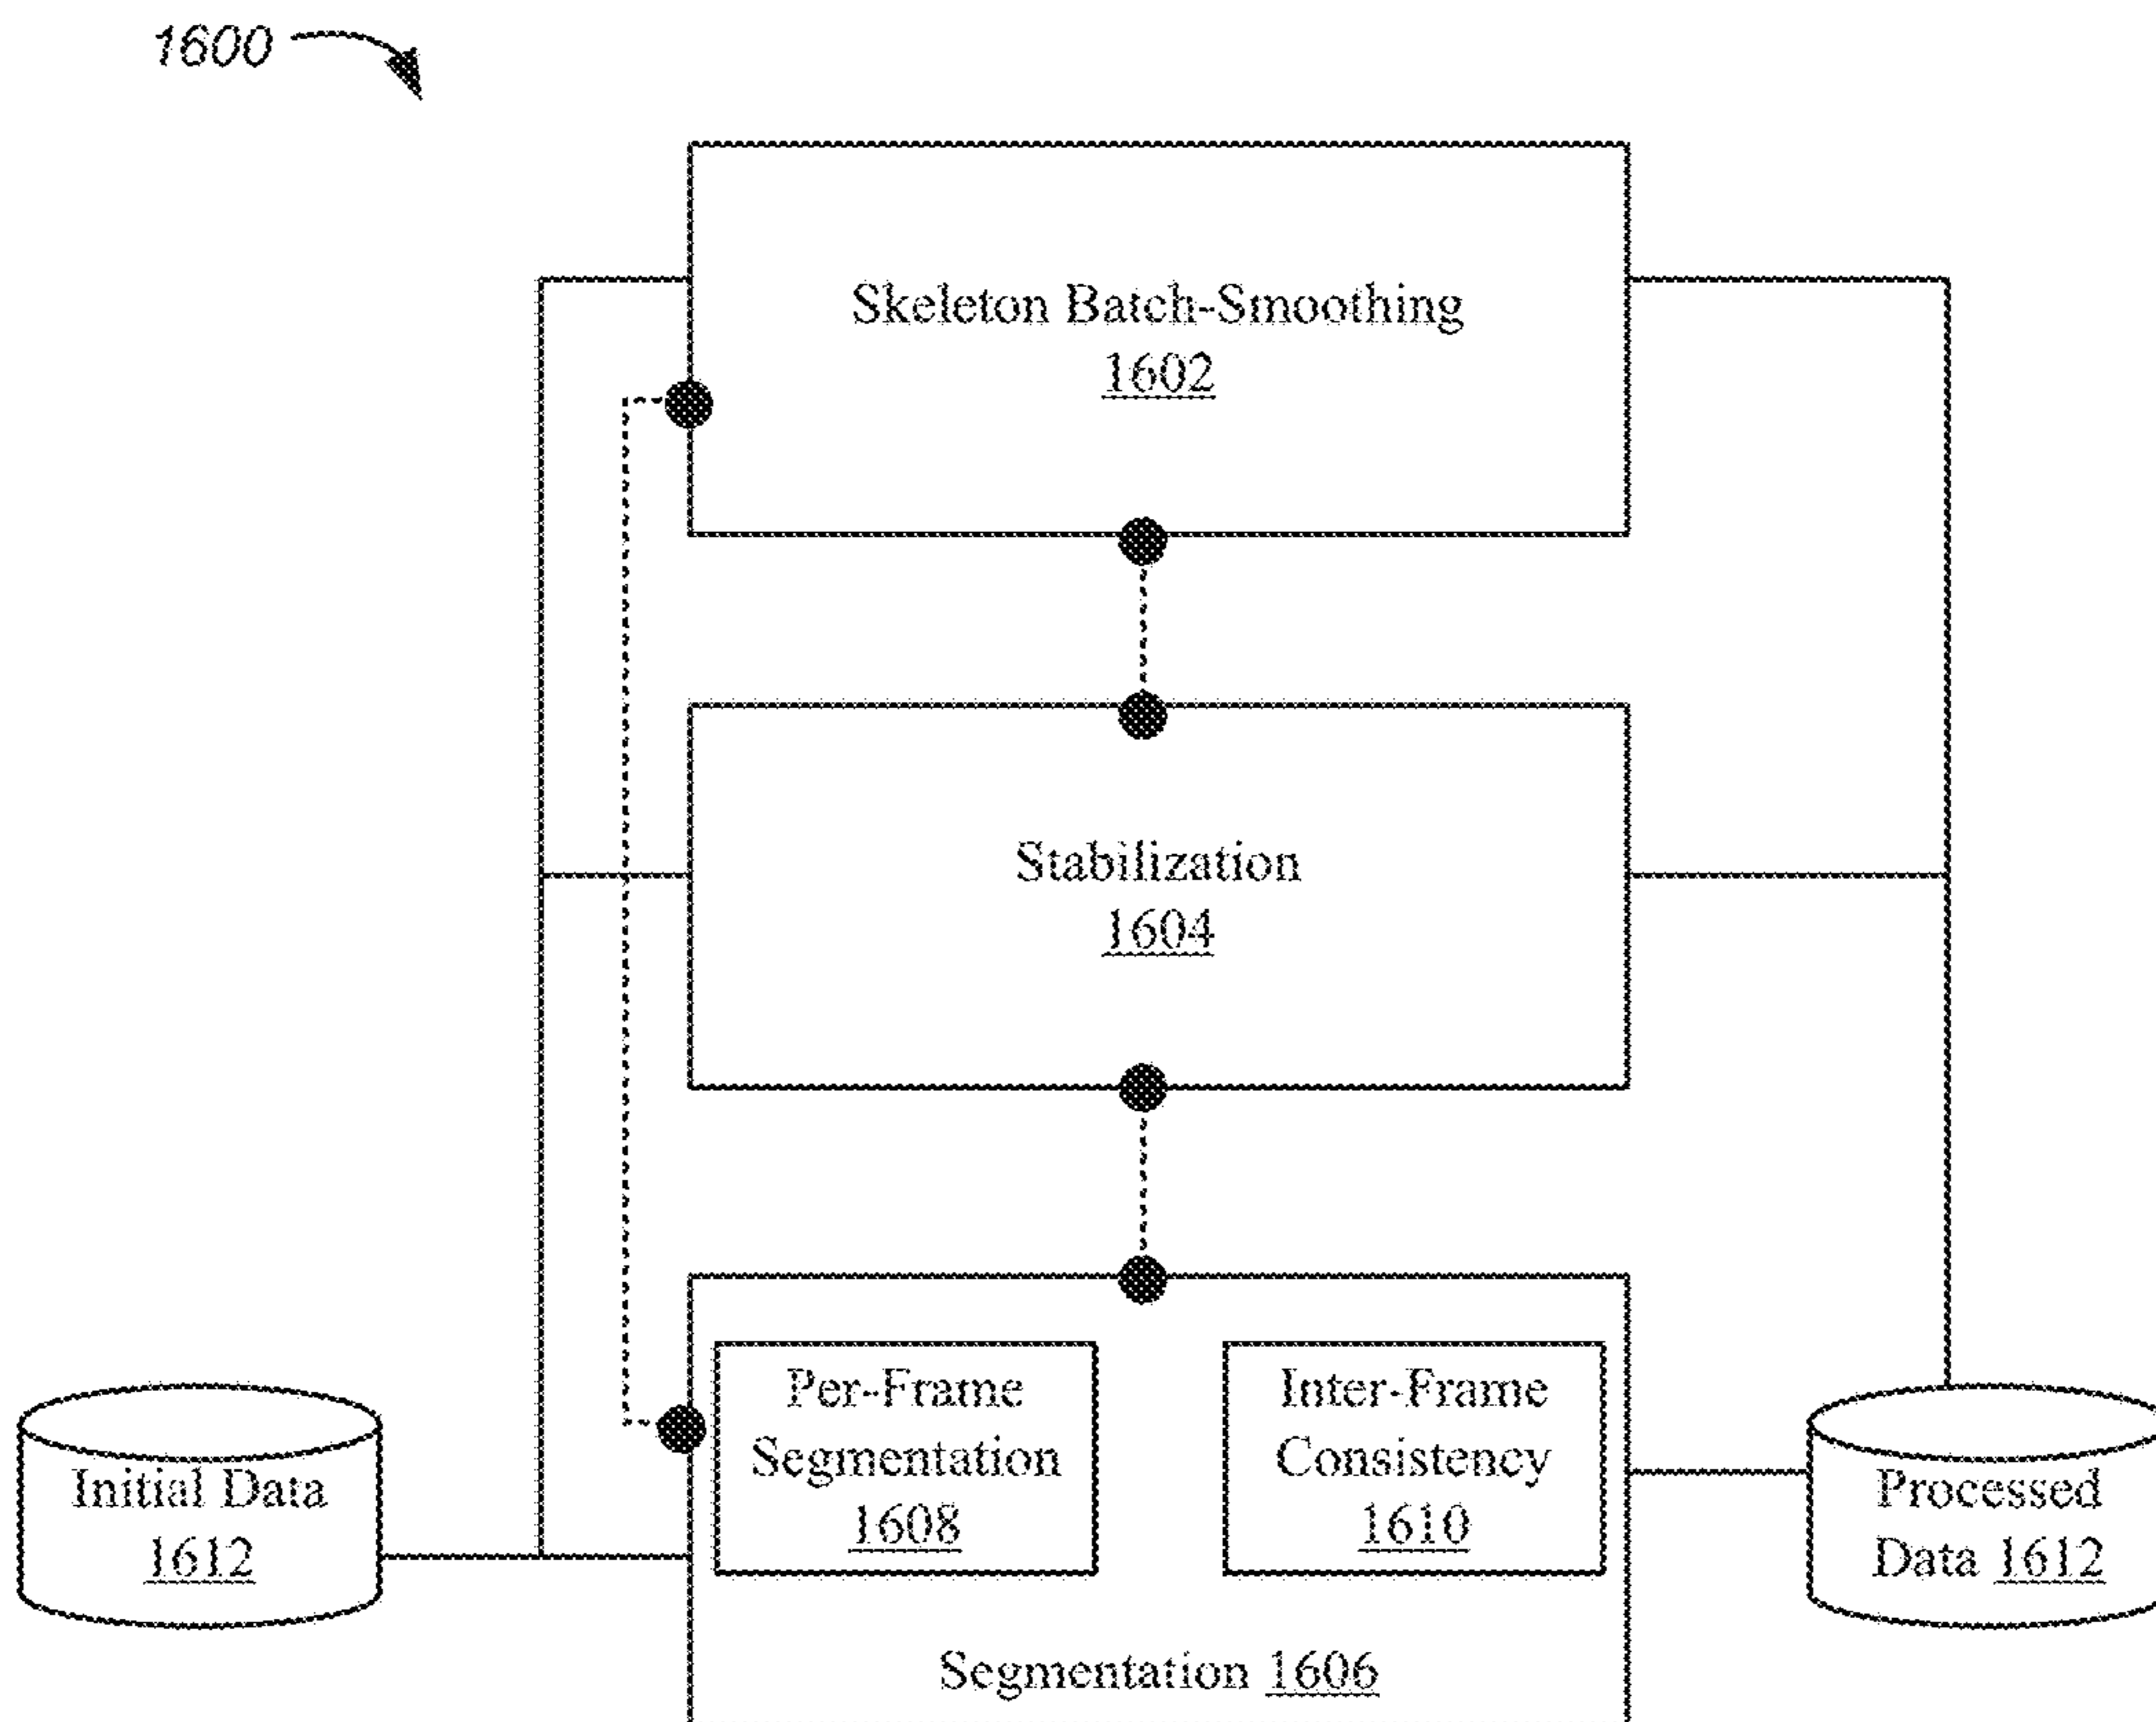 1600
Skeleton Batch-Smoothing
1602
Stabilization
1604
Per-Frame
Segmentation
1608
Inter-Frame
Consistency
1610
Initial Data
1612
Processed
Data 1612
Segmentation 1606